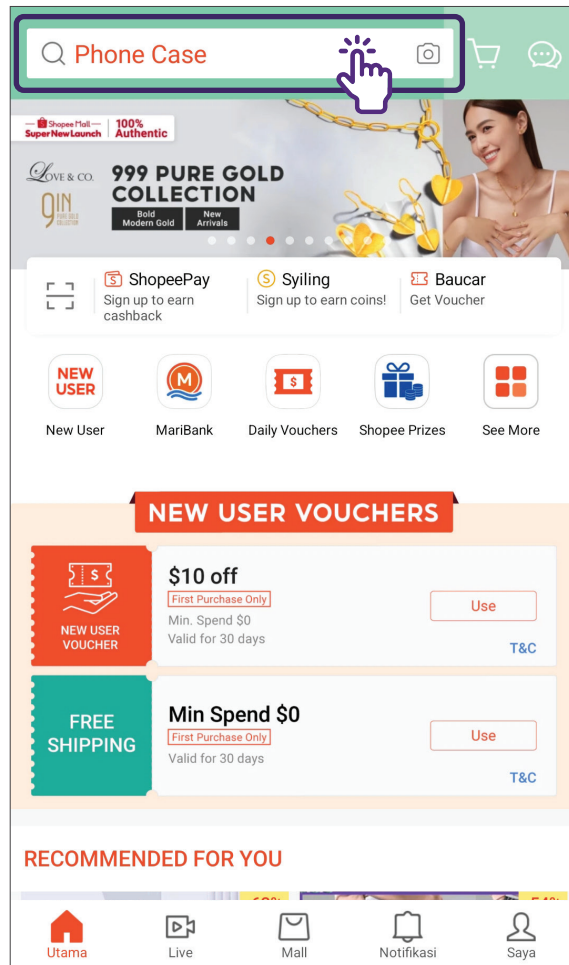 Phone Case
Shopee Mall
Super New Launch
100%
Authentic
LOVE & CO.
9IN
PURE GOLD
COLLECTION
999 PURE GOLD
COLLECTION
Bold
Modern Gold
New
Arrivals
ShopeePay
Sign up to earn
cashback
Syiling
Sign up to earn coins!
Baucar
Get Voucher
NEW
USER
New User
MariBank
Daily Vouchers
Shopee Prizes
See More
NEW USER VOUCHERS
NEW USER
VOUCHER
$10 off
First Purchase Only
Min. Spend $0
Valid for 30 days
Use
T&C
FREE
SHIPPING
Min Spend $0
First Purchase Only
Valid for 30 days
Use
T&C
RECOMMENDED FOR YOU
Utama
Live
Mall
Notifikasi
Saya